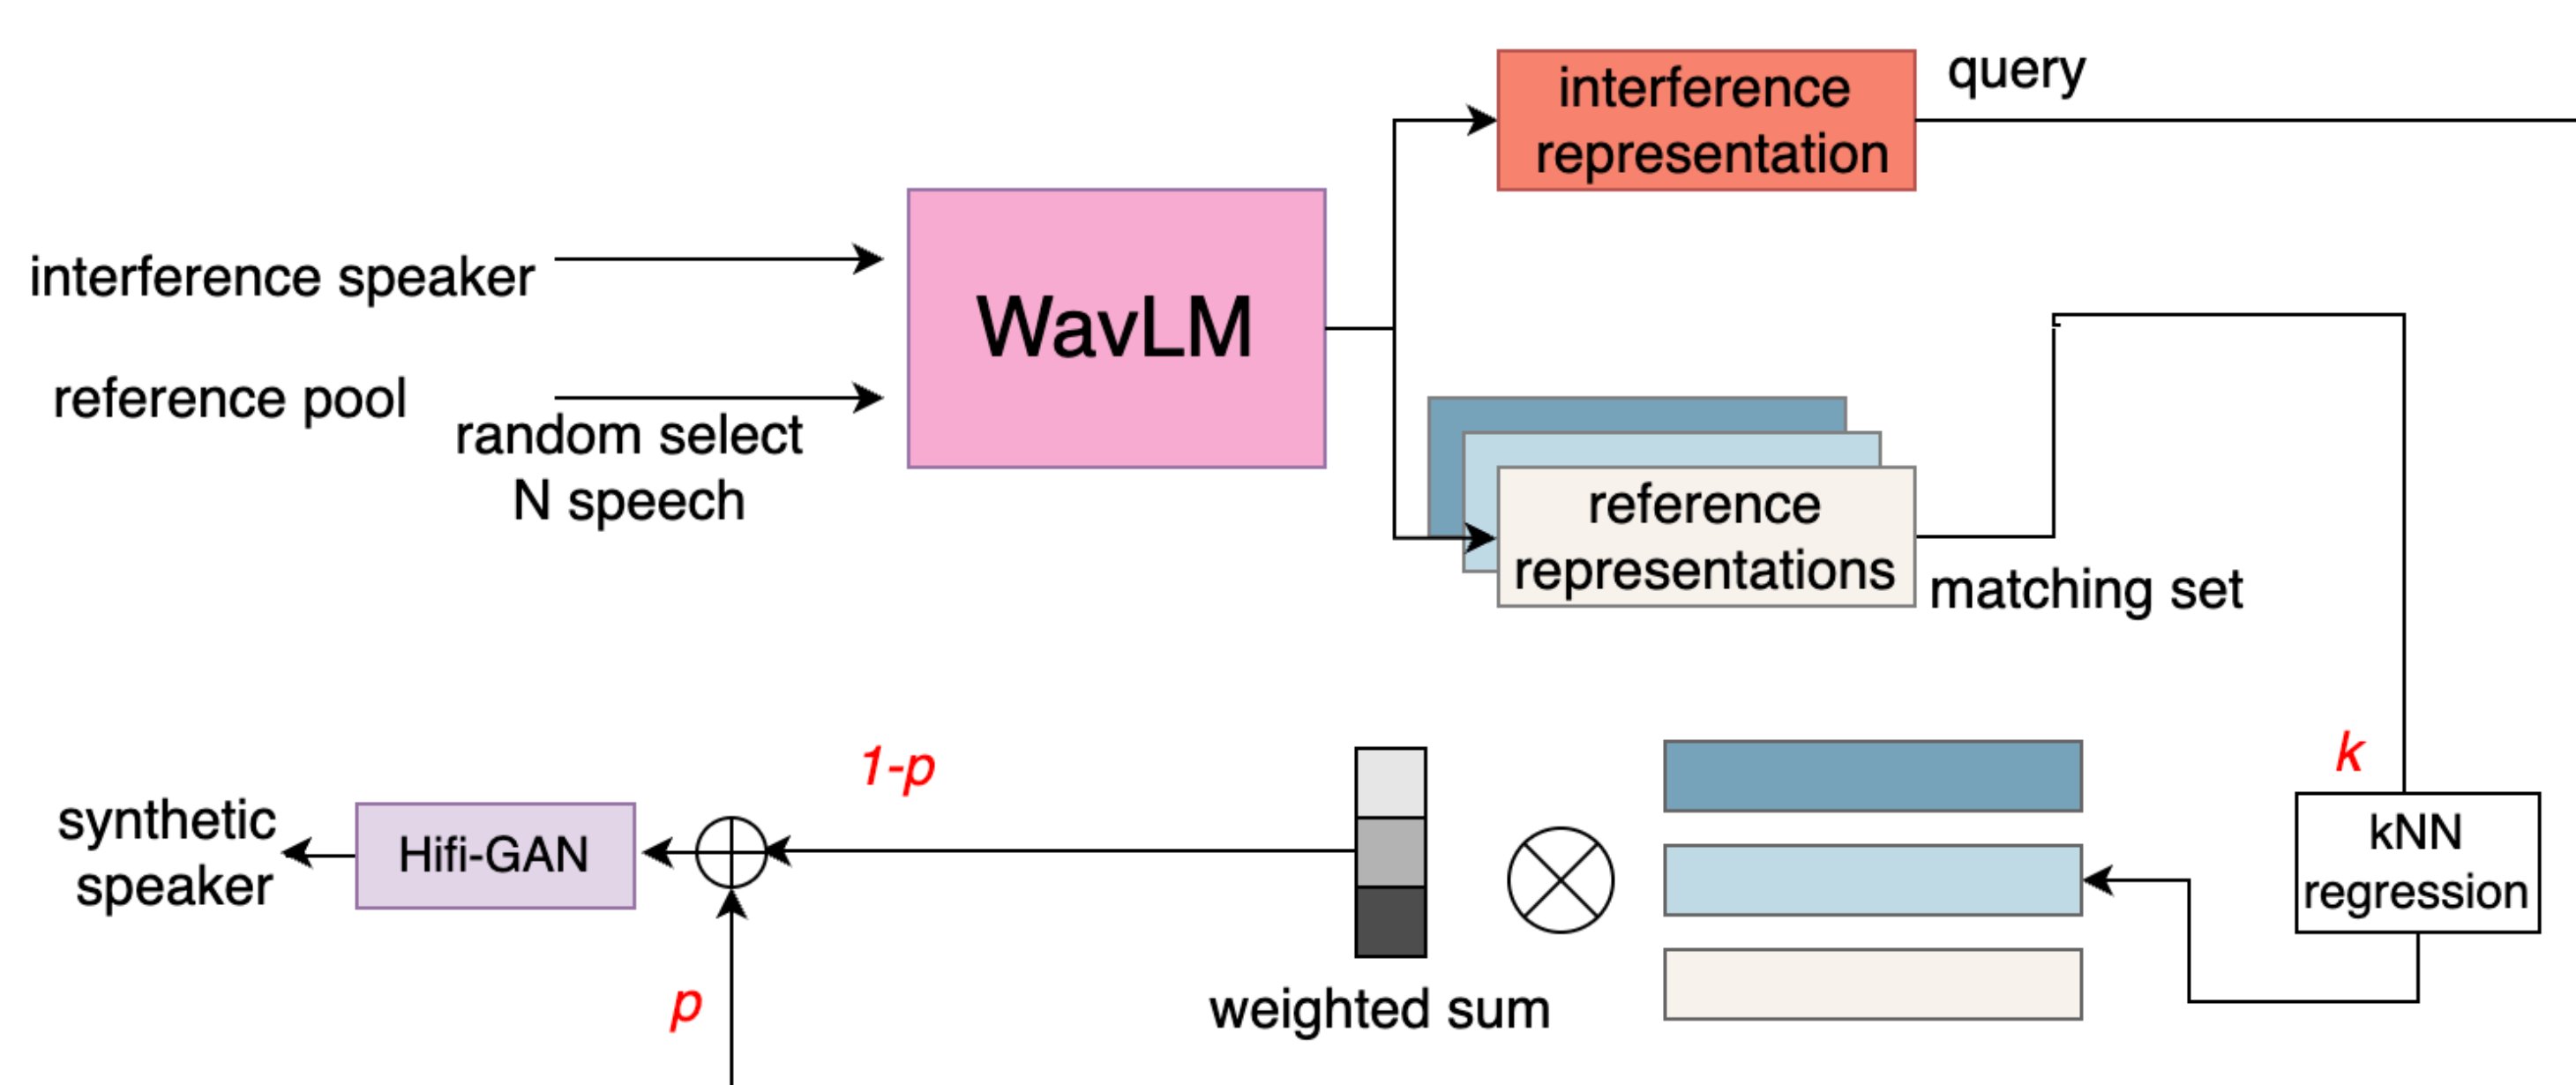 interference
representation
query
interference speaker
WavLM
reference pool
random select
N speech
reference
representations
matching set
k
kNN
regression
1-p
synthetic
speaker
Hifi-GAN
p
weighted sum